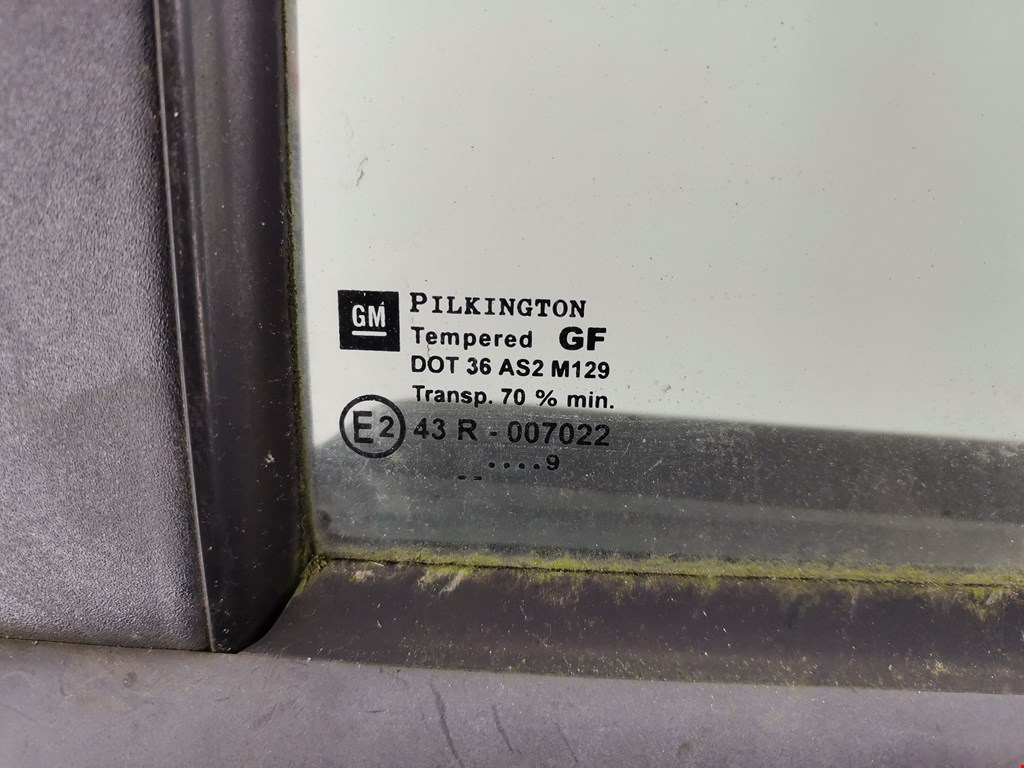 GM PILKINGTON
Tempered GF
DOT 36 AS2 M129
Transp. 70 % min.
E2 43 R - 007022
....9